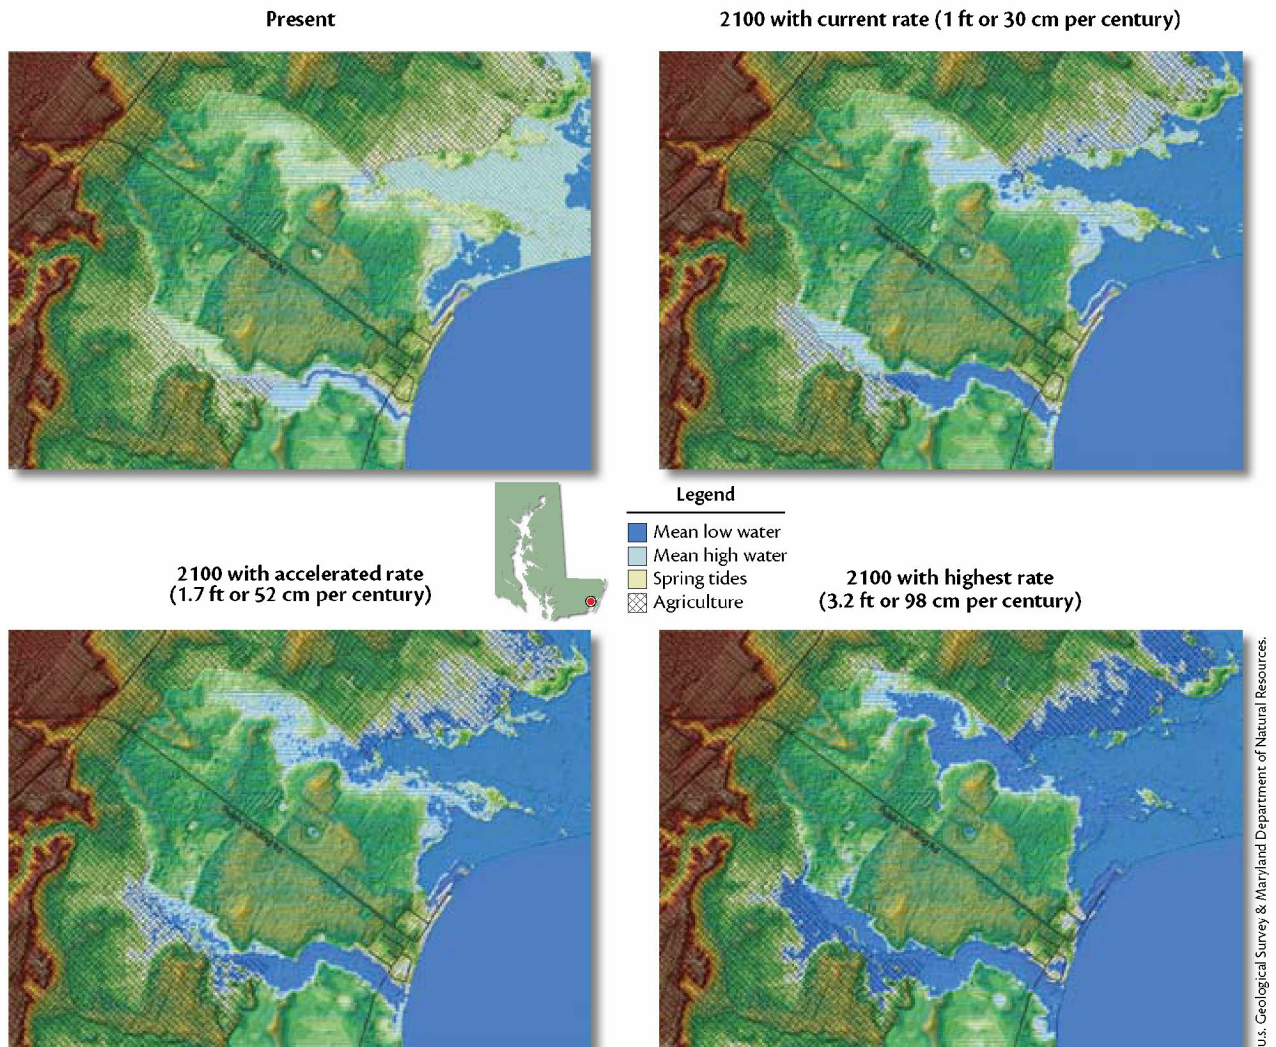 Present
2100 with current rate (1 ft or 30 cm per century)
Legend
Mean low water
Mean high water
Spring tides
Agriculture
2100 with accelerated rate
(1.7 ft or 52 cm per century)
2100 with highest rate
(3.2 ft or 98 cm per century)
U.S. Geological Survey & Maryland Department of Natural Resources.